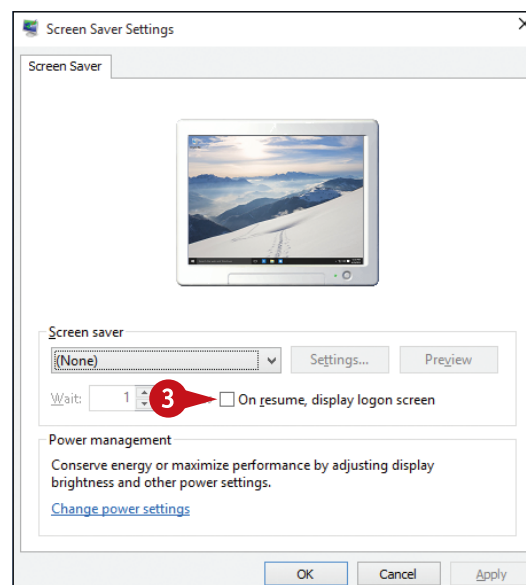 Screen Saver Settings
Screen Saver
Screen saver
(None)
Settings...
Preview
Wait:
1
3
On resume, display logon screen
Power management
Conserve energy or maximize performance by adjusting display
brightness and other power settings.
Change power settings
OK
Cancel
Apply